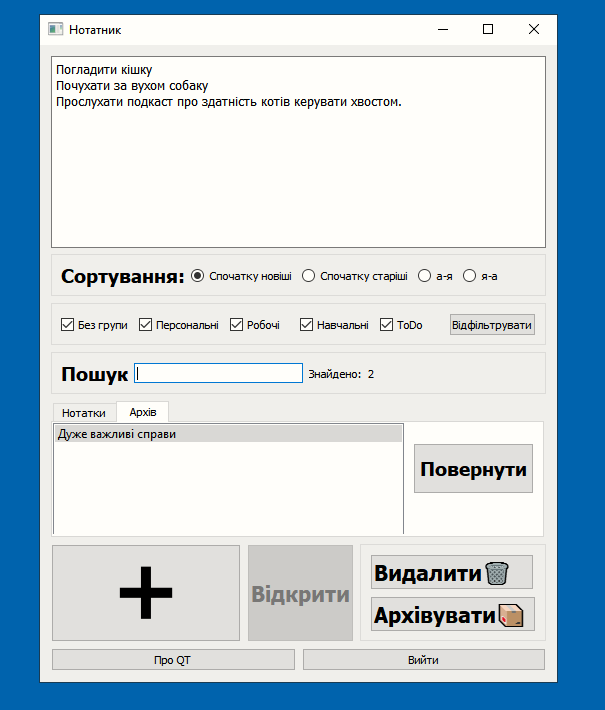 Нотатник
Погладити кішку
Почухати за вухом собаку
Прослухати подкаст про здатність котів керувати хвостом.
Сортування: Спочатку новіші Спочатку старіші а-я я-а
Без групи Персональні Робочі Навчальні ToDo Відфільтрувати
Пошук Знайдено: 2
Нотатки Архів
Дуже важливі справи
Повернути
+ Відкрити
Видалити
Архівувати
Про QT Вийти